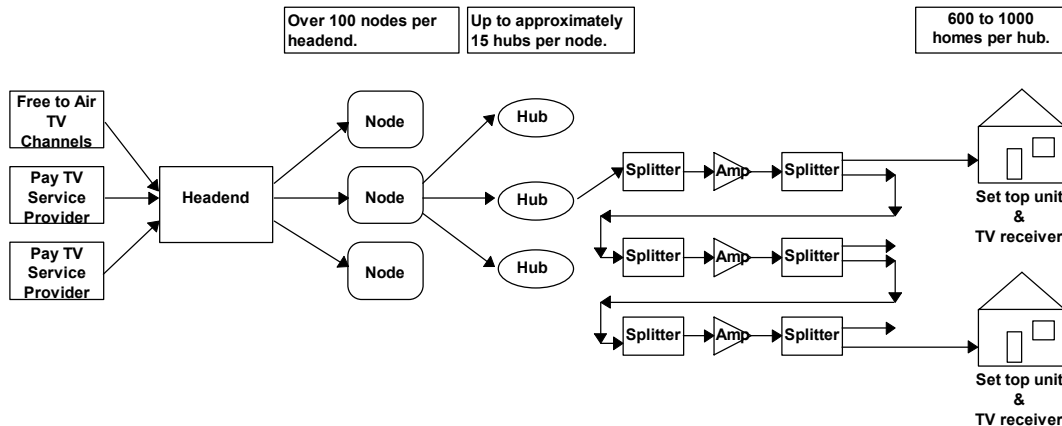 Over 100 nodes per
headend.
Up to approximately
15 hubs per node.
600 to 1000
homes per hub.
Free to Air
TV
Channels
Pay TV
Service
Provider
Pay TV
Service
Provider
Headend
Node
Node
Node
Hub
Hub
Hub
Splitter
Amp
Splitter
Splitter
Amp
Splitter
Splitter
Amp
Splitter
Set top unit
&
TV receiver
Set top unit
&
TV receiver